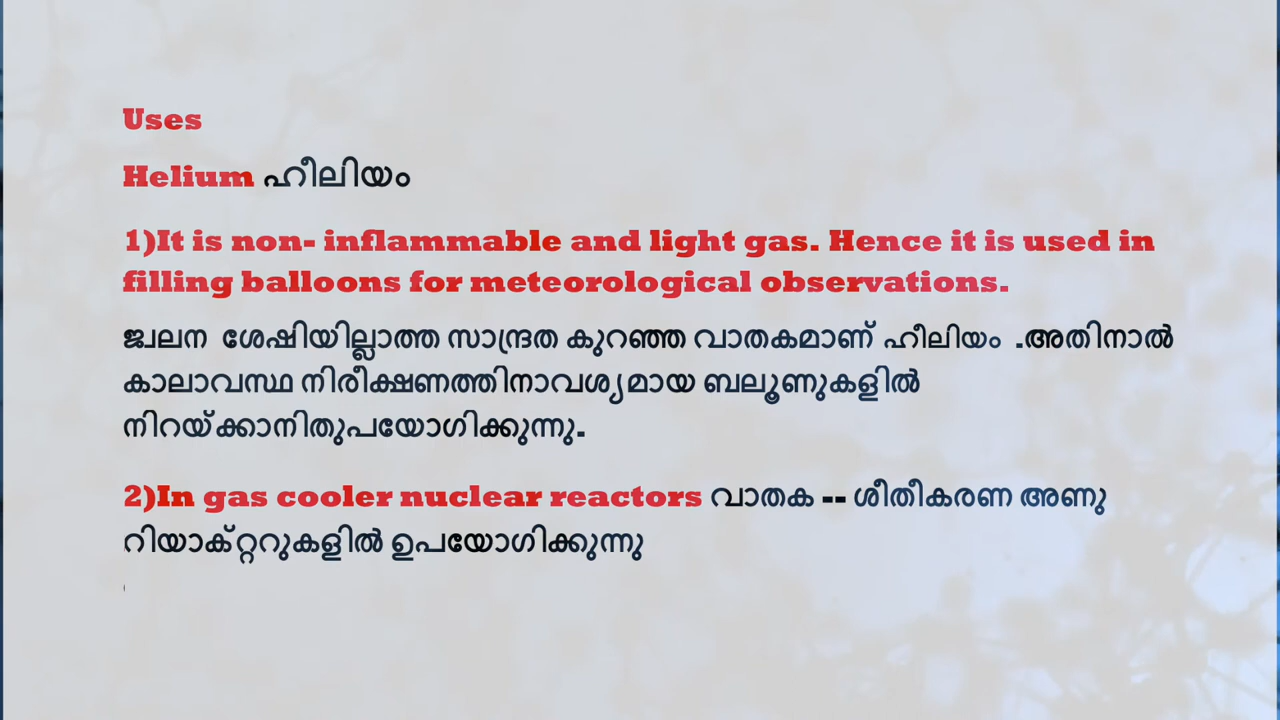 Uses
Helium ഹീലിയം
1)It is non- inflammable and light gas. Hence it is used in
filling balloons for meteorological observations.
ജ്വലന ശേഷിയില്ലാത്ത സാന്ദ്രത കുറഞ്ഞ വാതകമാണ് ഹീലിയം .അതിനാൽ
കാലാവസ്ഥ നിരീക്ഷണത്തിനാവശ്യമായ ബലൂണുകളിൽ
നിറയ്ക്കാനിതുപയോഗിക്കുന്നു.
2)In gas cooler nuclear reactors വാതക -- ശീതീകരണ അണു
റിയാക്റ്ററുകളിൽ ഉപയോഗിക്കുന്നു